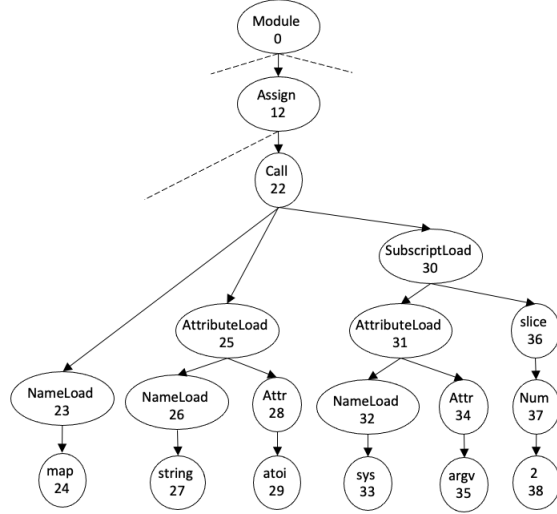 Module
0
Assign
12
Call
22
SubscriptLoad
30
AttributeLoad
25
AttributeLoad
31
slice
36
NameLoad
23
NameLoad
26
Attr
28
NameLoad
32
Attr
34
Num
37
map
24
string
27
atoi
29
sys
33
argv
35
2
38